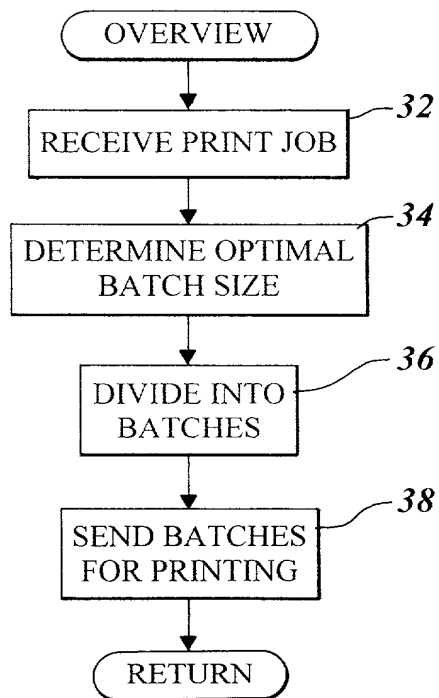 OVERVIEW
32
RECEIVE PRINT JOB
34
DETERMINE OPTIMAL
BATCH SIZE
36
DIVIDE INTO
BATCHES
38
SEND BATCHES
FOR PRINTING
RETURN